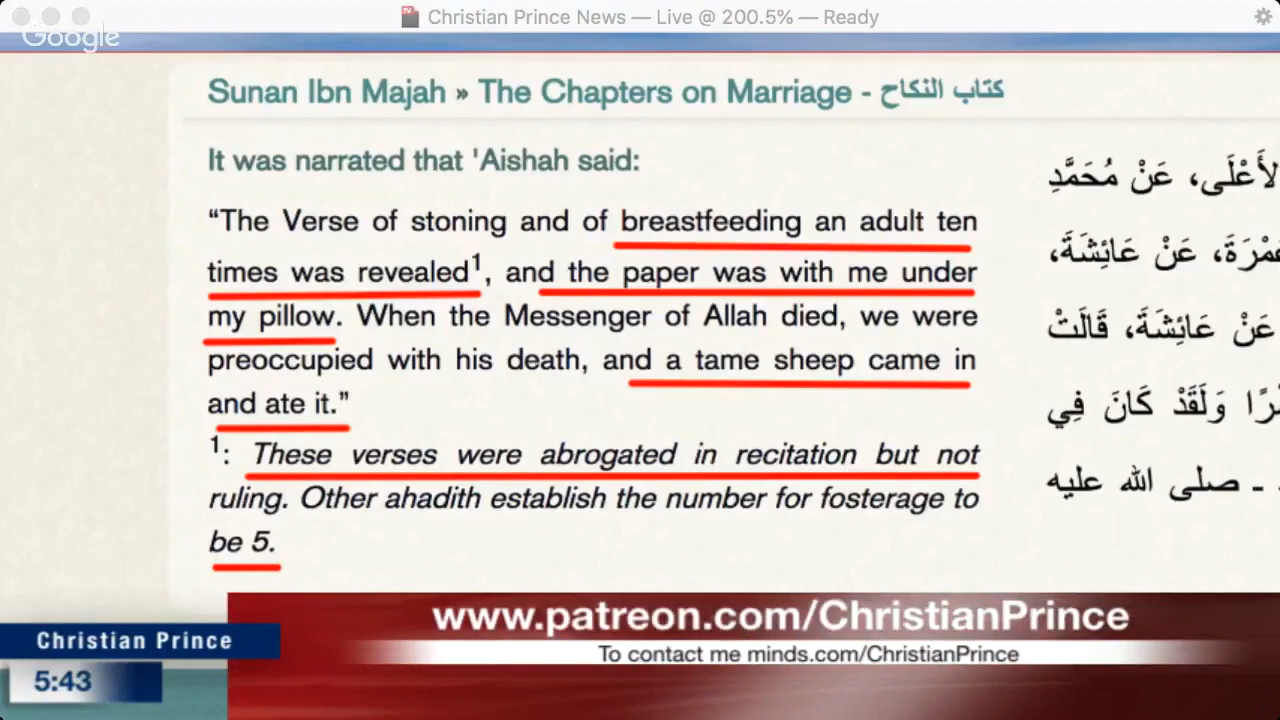 Christian Prince News — Live @ 200.5% — Ready
Google
Sunan Ibn Majah » The Chapters on Marriage - كتاب النكاح
It was narrated that 'Aishah said:
“The Verse of stoning and of breastfeeding an adult ten
times was revealed¹, and the paper was with me under
my pillow. When the Messenger of Allah died, we were
preoccupied with his death, and a tame sheep came in
and ate it.”
¹: These verses were abrogated in recitation but not
ruling. Other ahadith establish the number for fosterage to
be 5.
عَنْ مُحَمَّدِ
عَنْ عَائِشَةَ،
عَنْ عَائِشَةَ، قَالَتْ
وَلَقَدْ كَانَ فِي
ـ صلى الله عليه
www.patreon.com/ChristianPrince
To contact me minds.com/ChristianPrince
Christian Prince
5:43